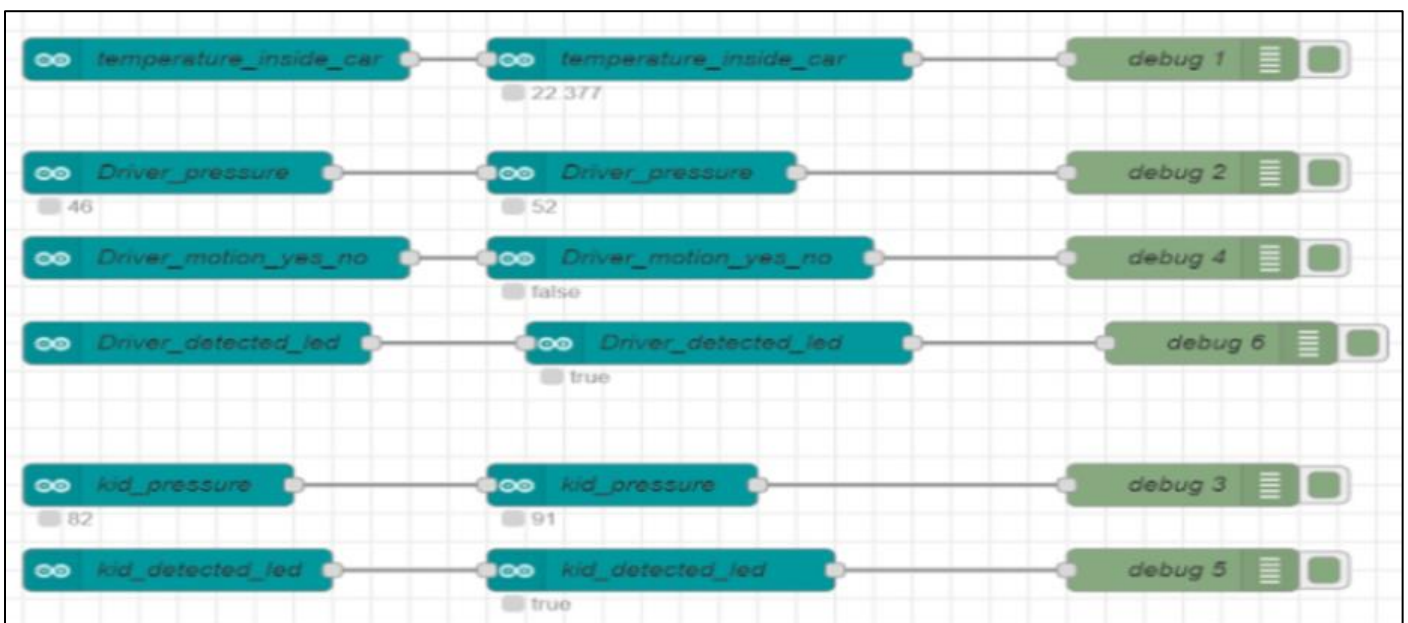 temperature_inside_car temperature_inside_car debug 1
22.377
Driver_pressure Driver_pressure debug 2
46 52
Driver_motion_yes_no Driver_motion_yes_no debug 4
false
Driver_detected_led Driver_detected_led debug 6
true
kid_pressure kid_pressure debug 3
82 91
kid_detected_led kid_detected_led debug 5
true